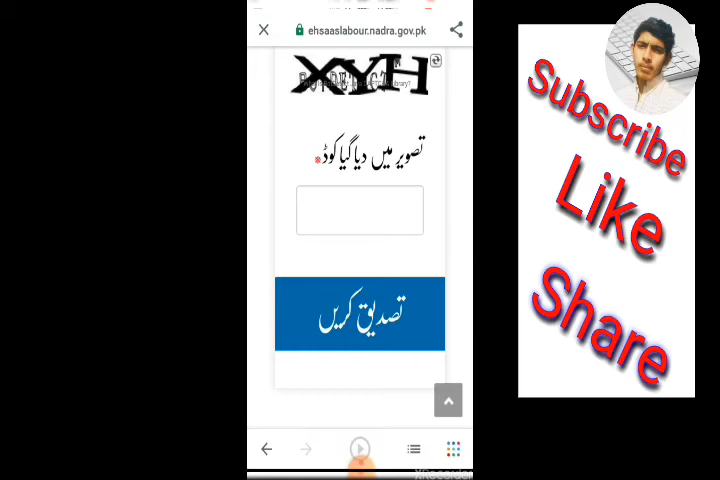 ehsaaslabour.nadra.gov.pk
XYH
تصویر میں دیا گیا کوڈ*
تصدیق کریں
Subscribe
Like
Share